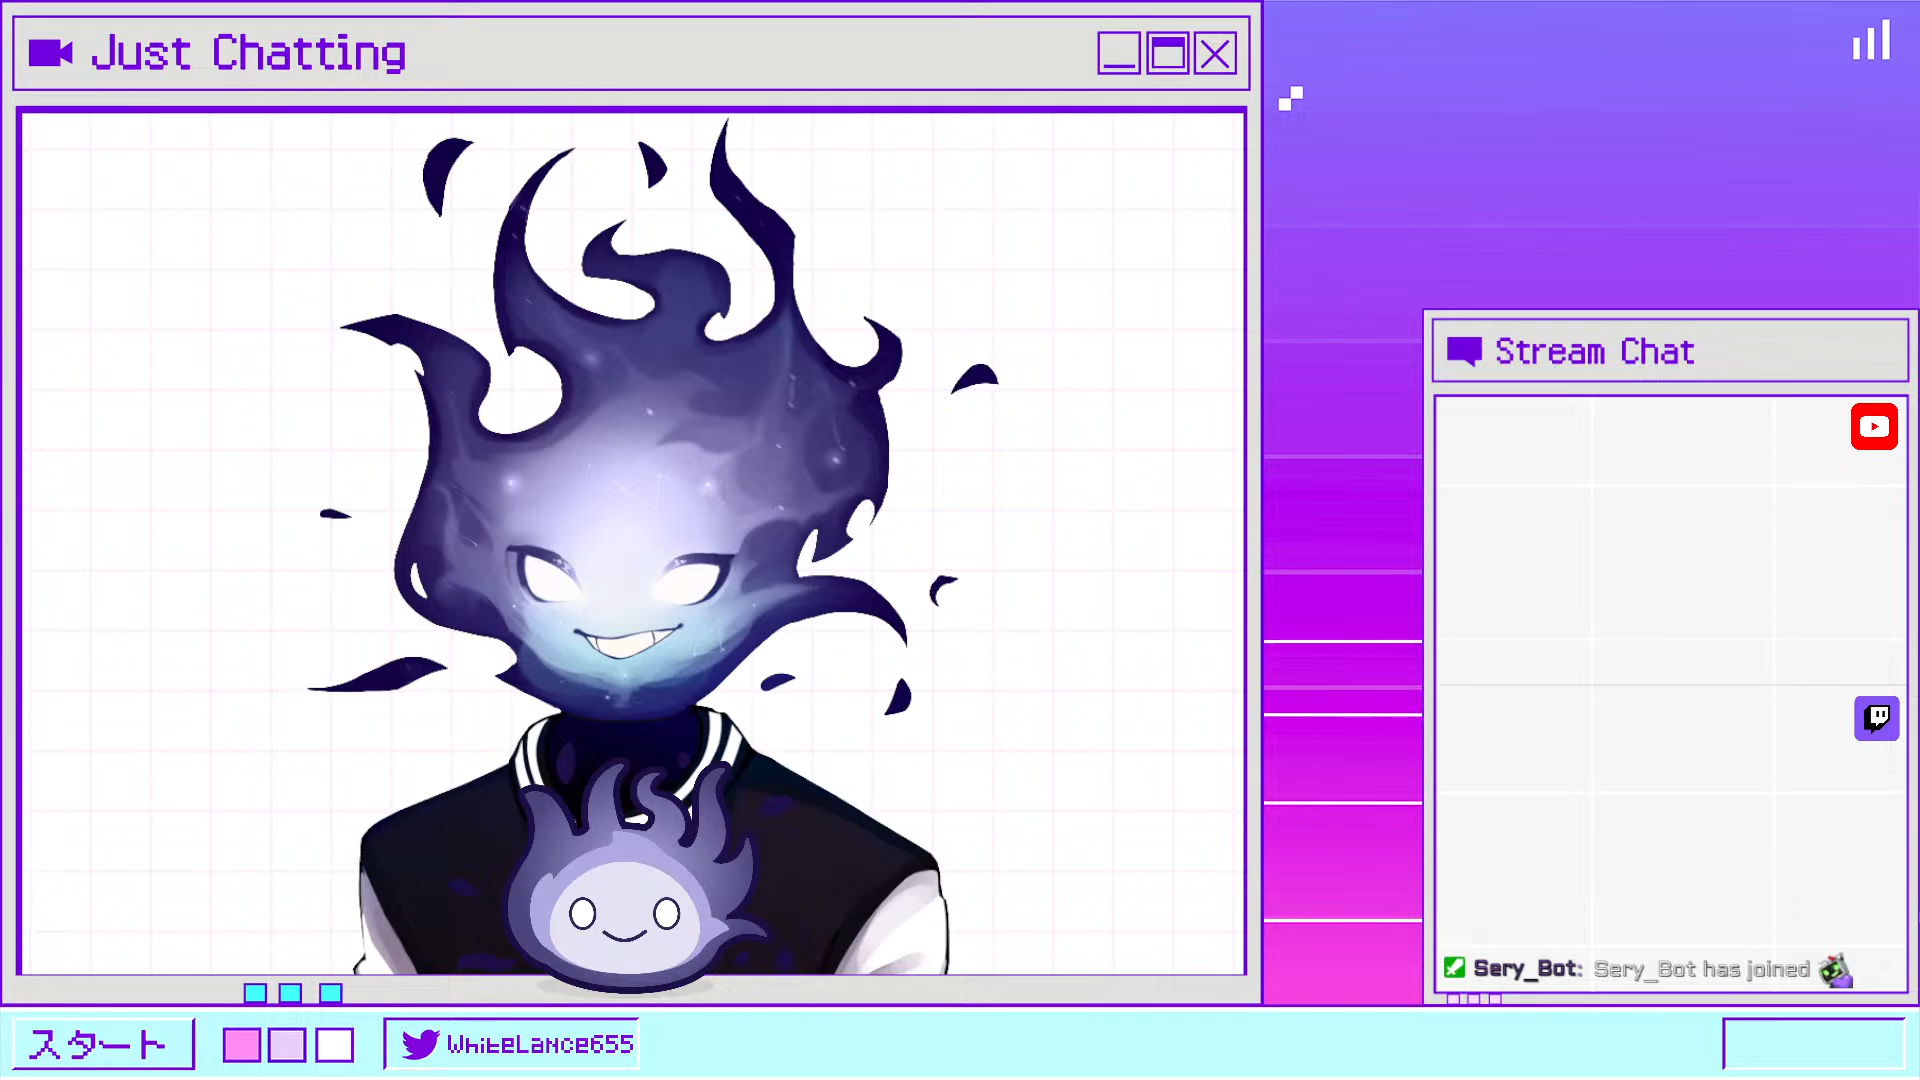 Just Chatting
Stream Chat
Sery_Bot: Sery_Bot has joined
スタート
WhiteLance655